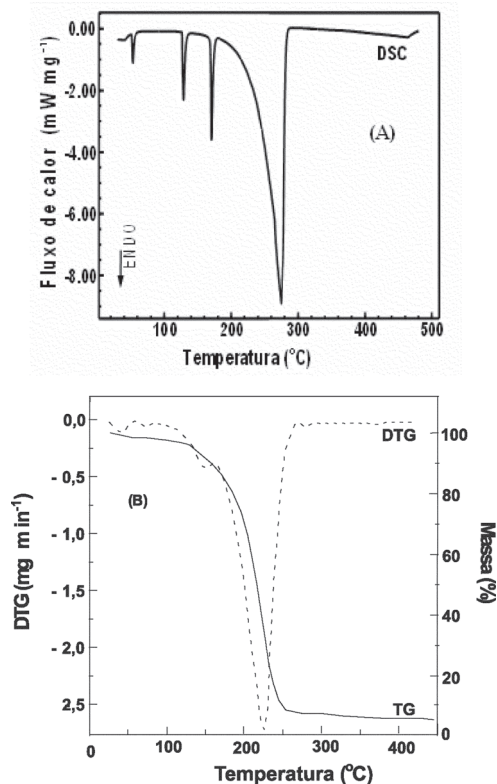 0.00
-2.00
-4.00
-6.00
-8.00
Fluxo de calor (mW mg⁻¹)
DSC
(A)
ENDO
100 200 300 400 500
Temperatura (°C)
0,0
- 0,5
- 1,0
- 1,5
- 2,0
2,5
DTG (mg m in⁻¹)
(B)
DTG
TG
100
80
60
40
20
0
Massa (%)
0 100 200 300 400
Temperatura (ºC)